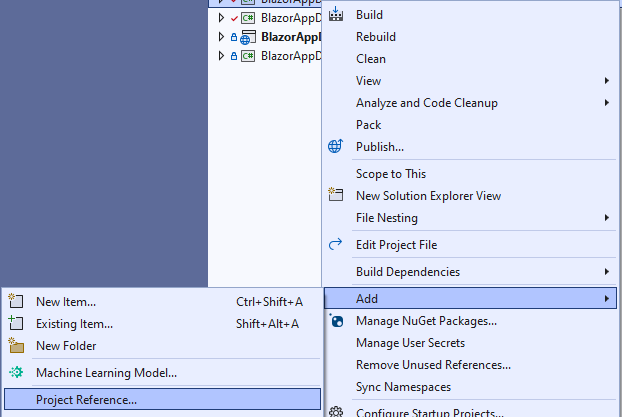 BlazorAppD
BlazorAppD
BlazorAppD
Build
Rebuild
Clean
View
Analyze and Code Cleanup
Pack
Publish...
Scope to This
New Solution Explorer View
File Nesting
Edit Project File
Build Dependencies
Add
Manage NuGet Packages...
Manage User Secrets
Remove Unused References...
Sync Namespaces
Configure Startup Projects...
New Item... Ctrl+Shift+A
Existing Item... Shift+Alt+A
New Folder
Machine Learning Model...
Project Reference...